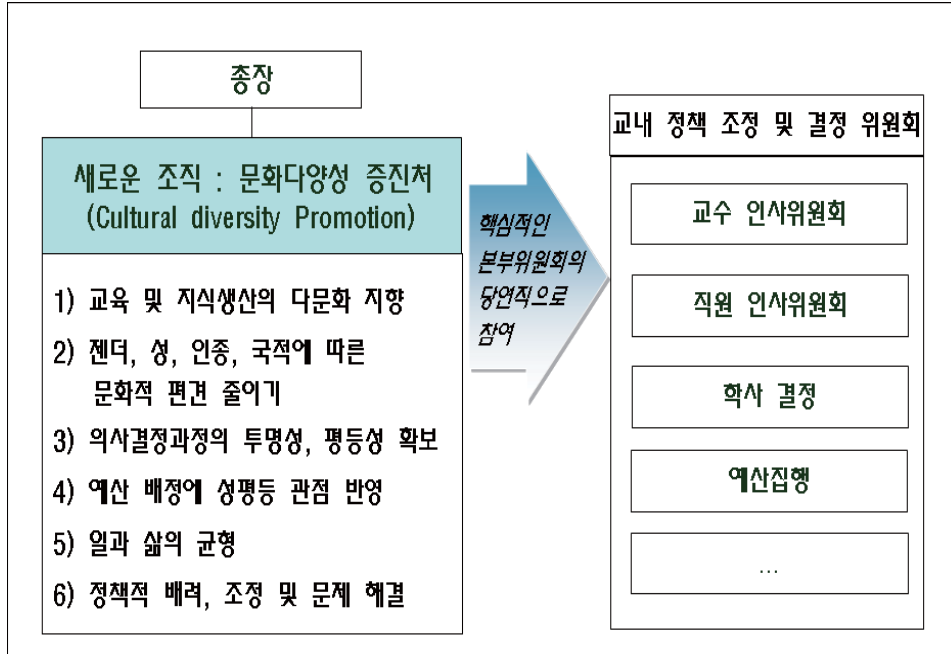 총장
새로운 조직 : 문화다양성 증진처
(Cultural diversity Promotion)
1) 교육 및 지식생산의 다문화 지향
2) 젠더, 성, 인종, 국적에 따른
문화적 편견 줄이기
3) 의사결정과정의 투명성, 평등성 확보
4) 예산 배정에 성평등 관점 반영
5) 일과 삶의 균형
6) 정책적 배려, 조정 및 문제 해결
핵심적인
본부위원회의
당연직으로
참여
교내 정책 조정 및 결정 위원회
교수 인사위원회
직원 인사위원회
학사 결정
예산집행
...